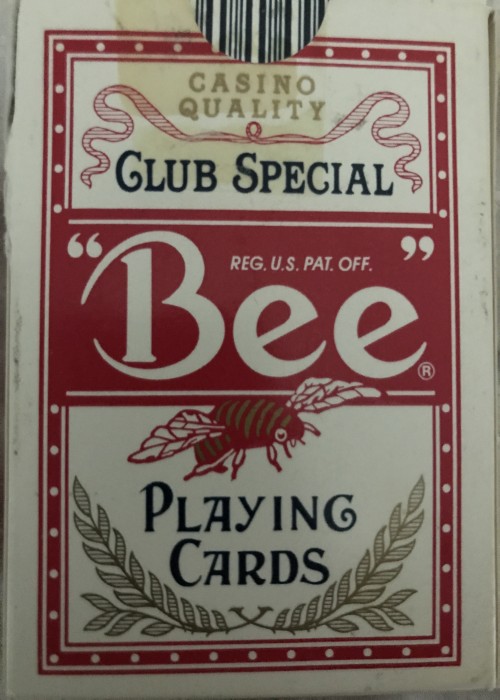 CASINO
QUALITY
CLUB SPECIAL
“Bee”
REG. U.S. PAT. OFF.
®
PLAYING
CARDS